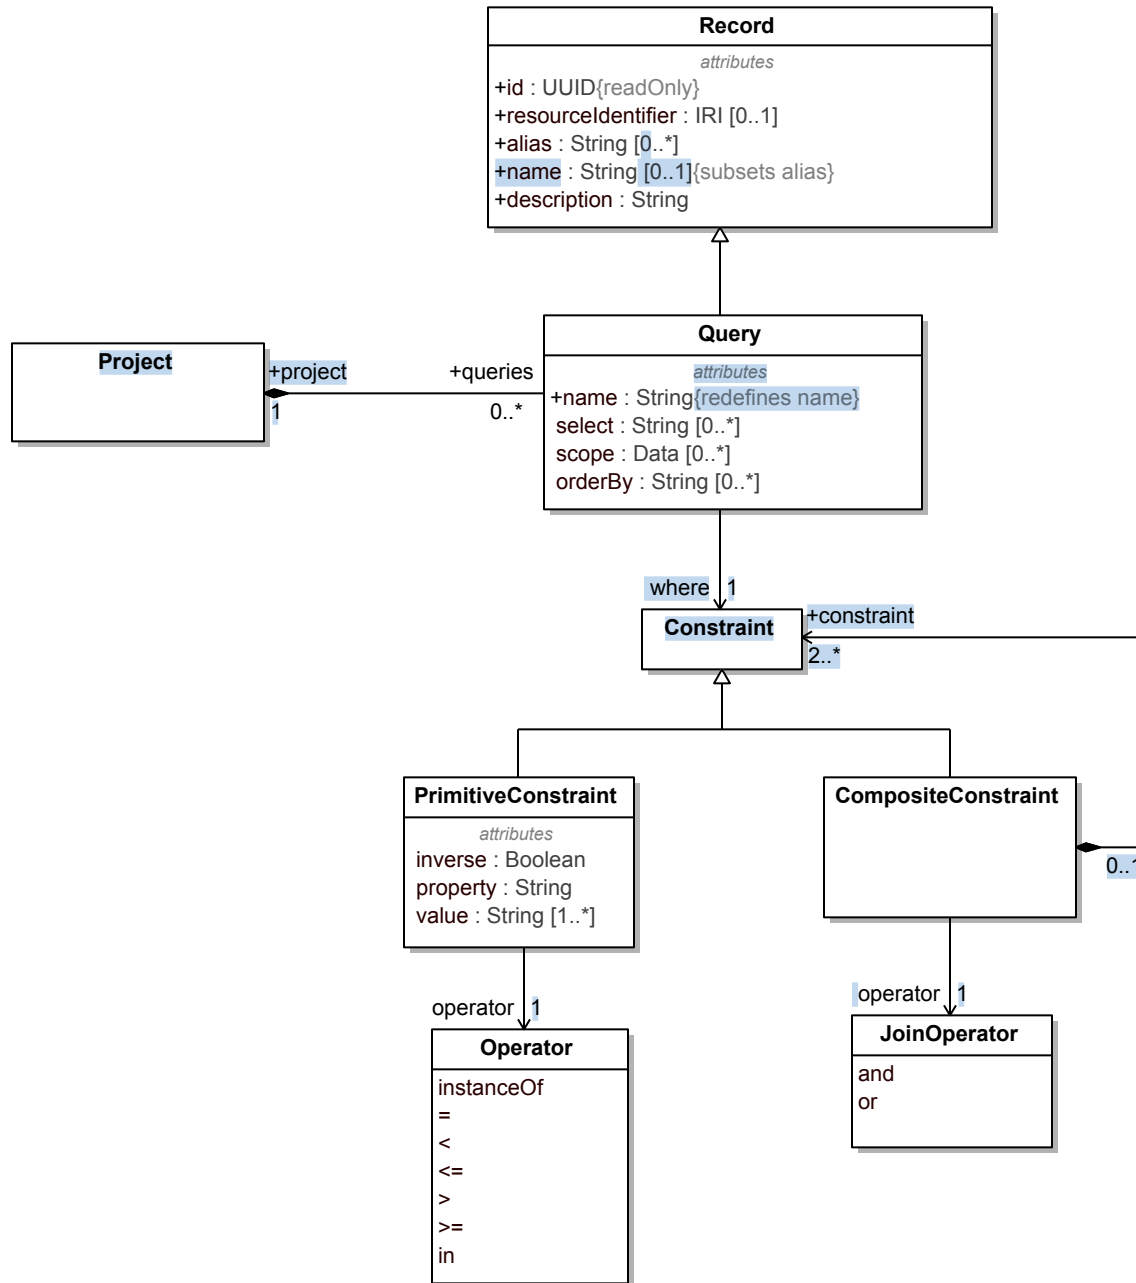 Record
attributes
+id : UUID{readOnly}
+resourceIdentifier : IRI [0..1]
+alias : String [0..*]
+name : String [0..1]{subsets alias}
+description : String
Project
+project
1
+queries
0..*
Query
attributes
+name : String{redefines name}
select : String [0..*]
scope : Data [0..*]
orderBy : String [0..*]
where 1
Constraint
+constraint
2..*
PrimitiveConstraint
attributes
inverse : Boolean
property : String
value : String [1..*]
CompositeConstraint
0..1
operator 1
Operator
instanceOf
=
<
<=
>
>=
in
operator 1
JoinOperator
and
or